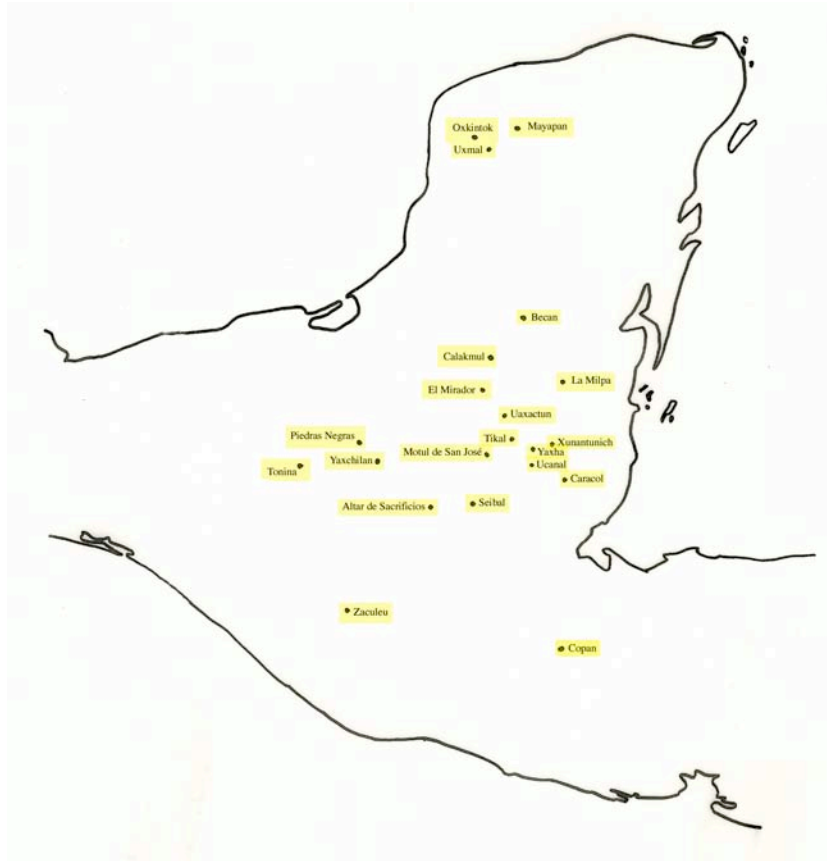 Oxkintok
Mayapan
Uxmal
Becan
Calakmul
La Milpa
El Mirador
Uaxactun
Piedras Negras
Tikal
Xunantunich
Motul de San José
Yaxha
Yaxchilan
Ucanal
Tonina
Caracol
Altar de Sacrificios
Seibal
Zaculeu
Copan